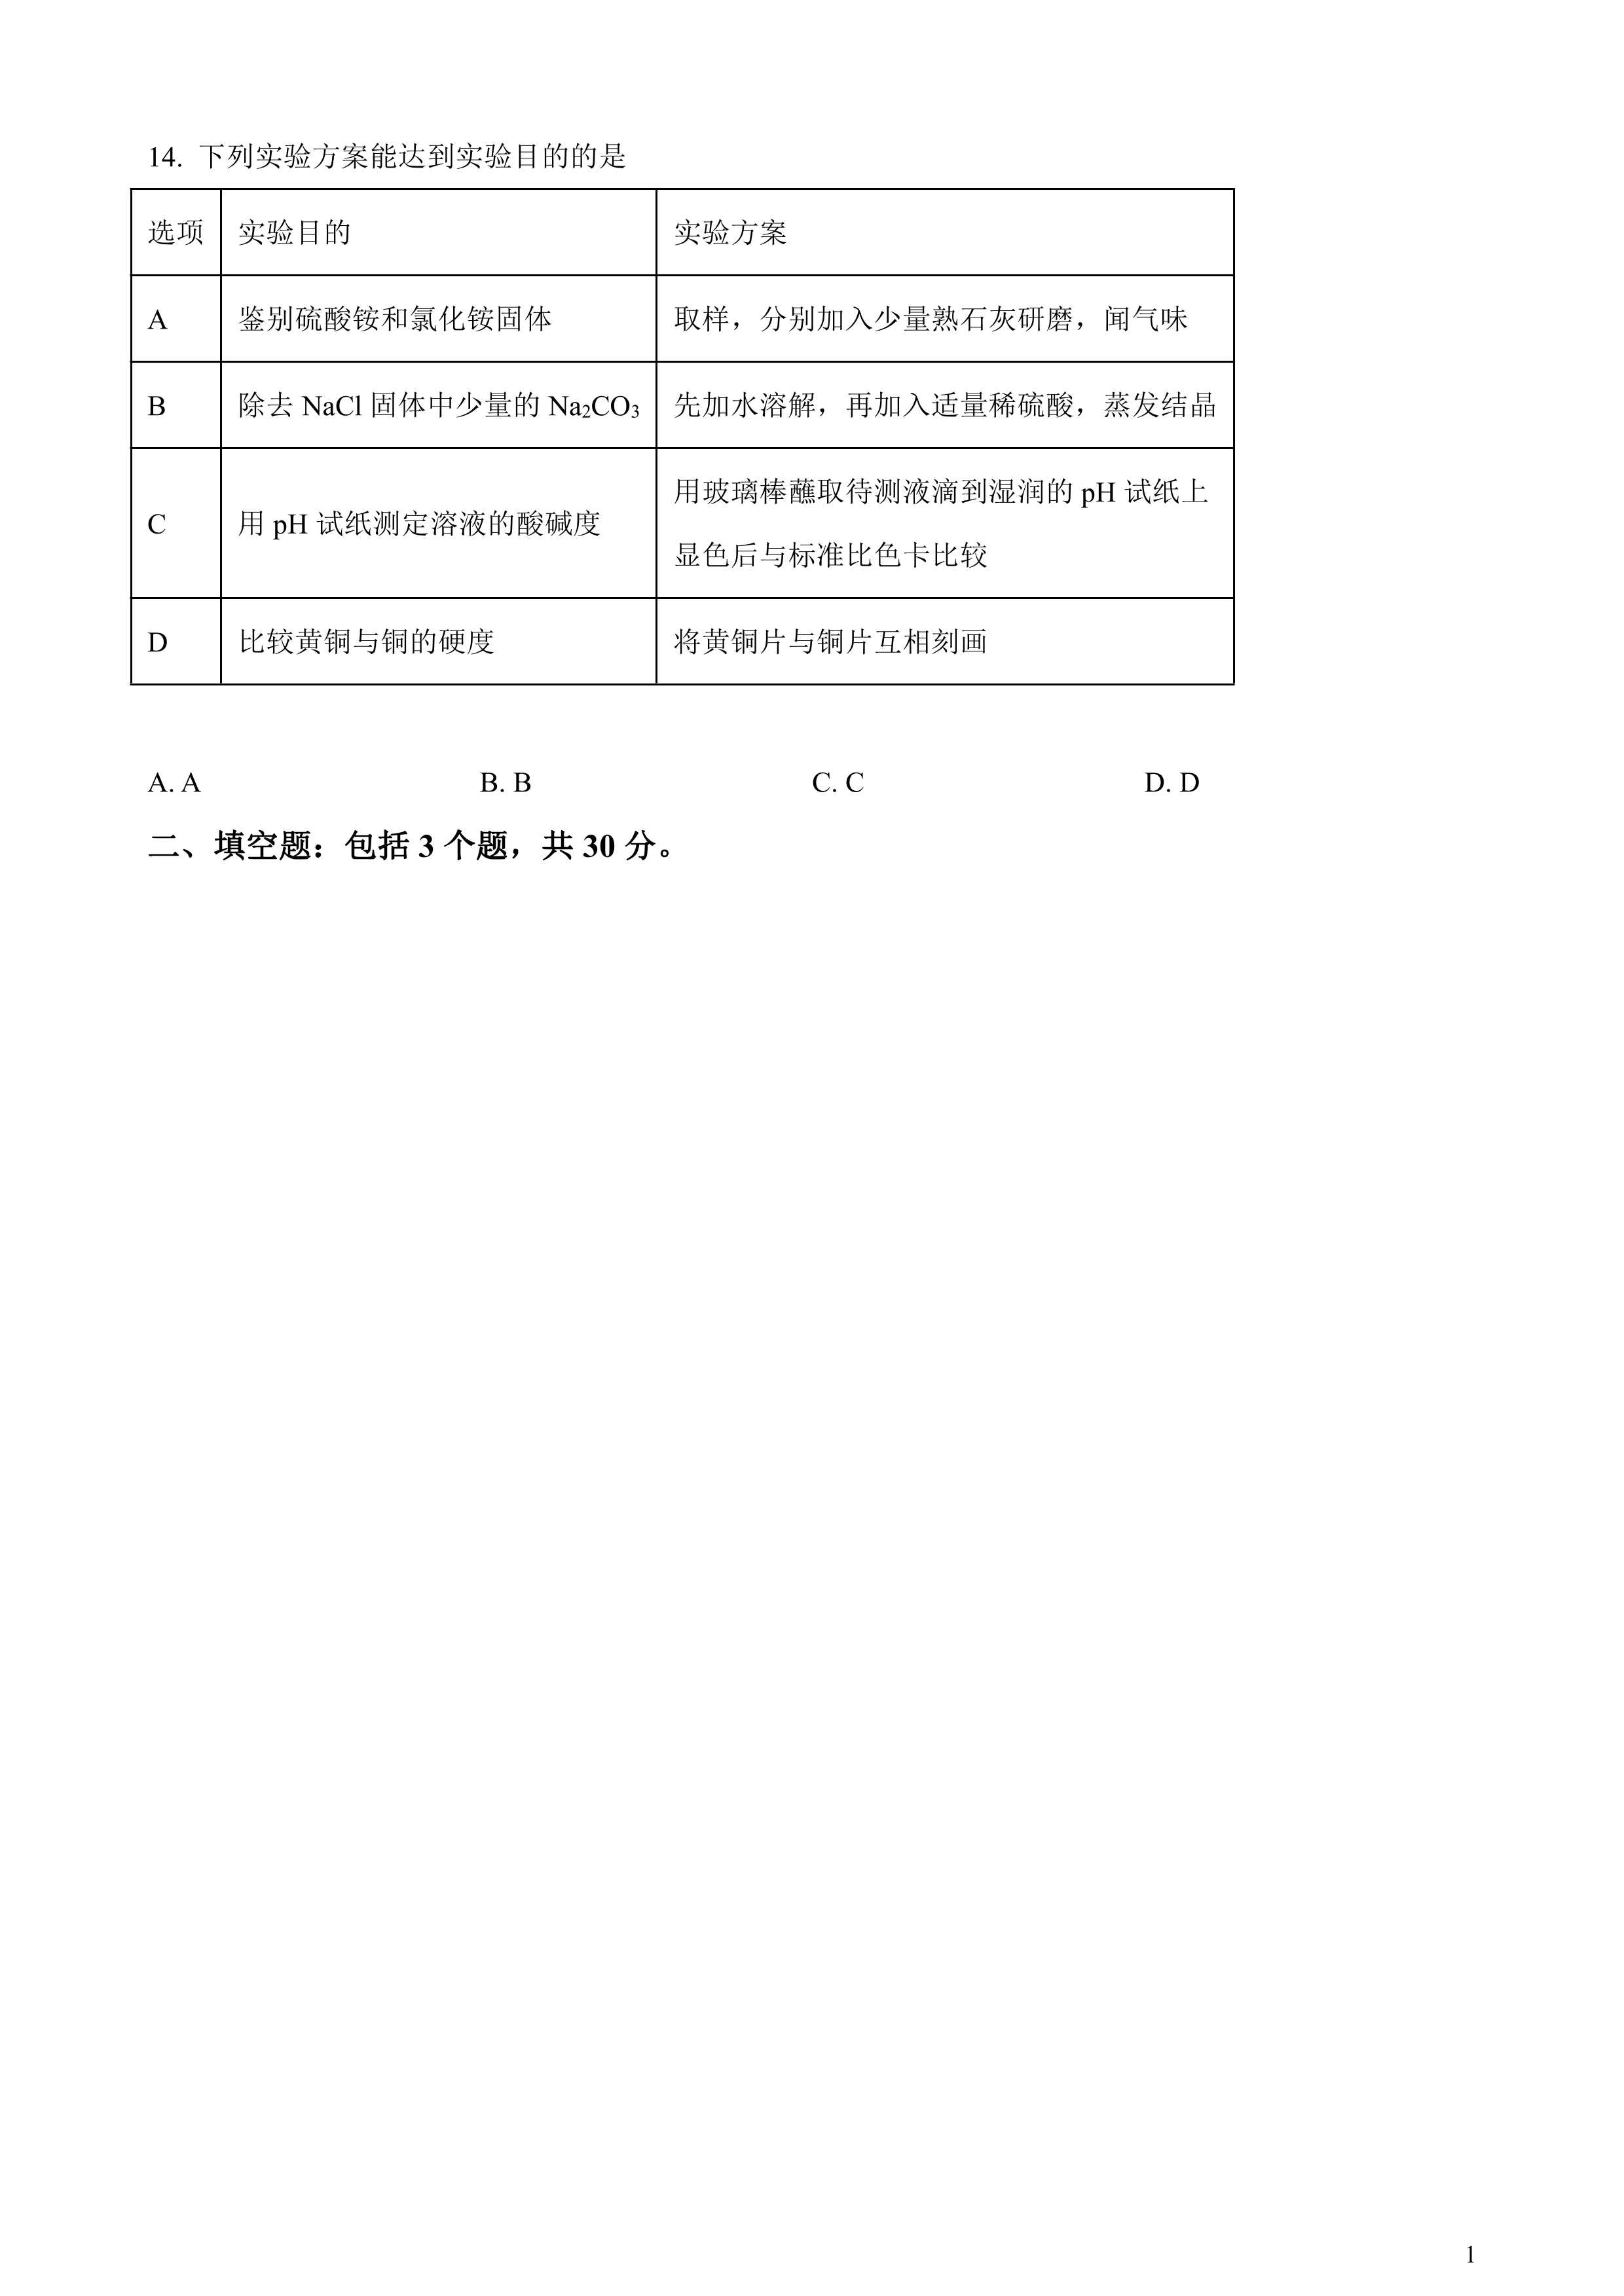 14. 下列实验方案能达到实验目的的是
选项 实验目的 实验方案
A 鉴别硫酸铵和氯化铵固体 取样，分别加入少量熟石灰研磨，闻气味
B 除去 NaCl 固体中少量的 Na₂CO₃ 先加水溶解，再加入适量稀硫酸，蒸发结晶
C 用 pH 试纸测定溶液的酸碱度 用玻璃棒蘸取待测液滴到湿润的 pH 试纸上
显色后与标准比色卡比较
D 比较黄铜与铜的硬度 将黄铜片与铜片互相刻画
A. A B. B C. C D. D
二、填空题：包括 3 个题，共 30 分。
1